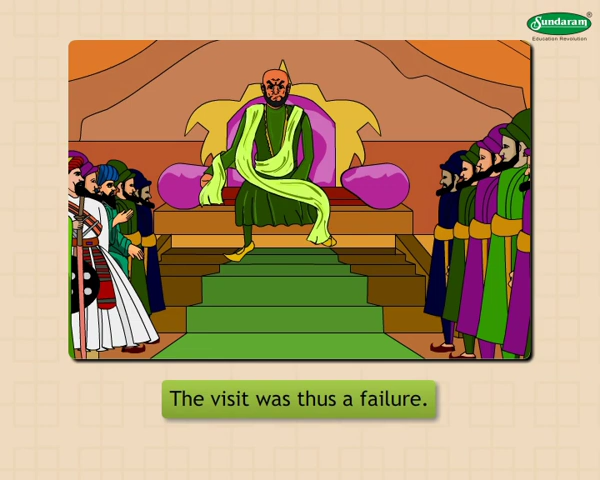 Sundaram®
Education Revolution
The visit was thus a failure.